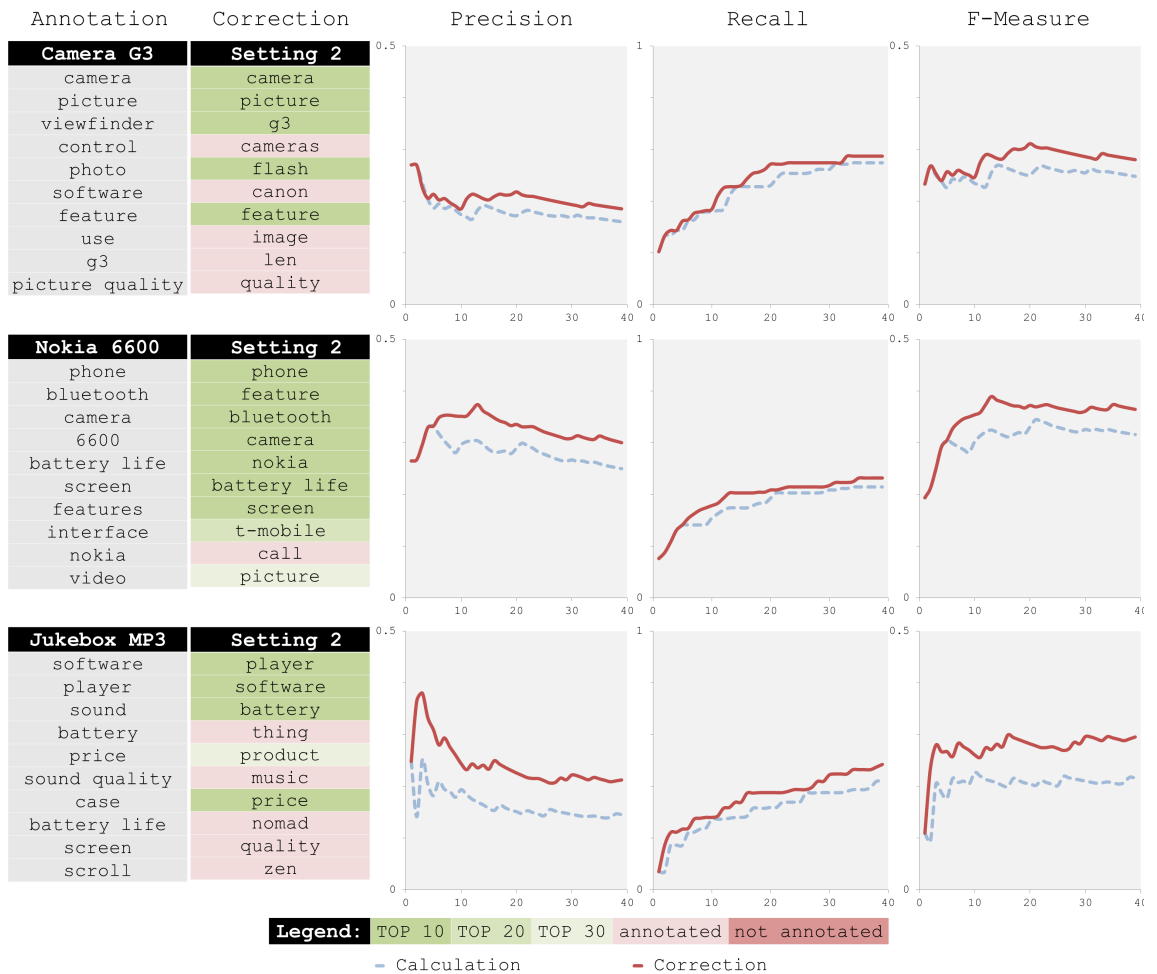 Annotation Correction Precision Recall F-Measure
Camera G3 Setting 2 0.5 1 0.5
camera camera
picture picture
viewfinder g3
control cameras
photo flash
software canon
feature feature
use image
g3 len
picture quality quality
0 0 0
0 10 20 30 40 0 10 20 30 40 0 10 20 30 40
Nokia 6600 Setting 2 0.5 1 0.5
phone phone
bluetooth feature
camera bluetooth
6600 camera
battery life nokia
screen battery life
features screen
interface t-mobile
nokia call
video picture
0 0 0
0 10 20 30 40 0 10 20 30 40 0 10 20 30 40
Jukebox MP3 Setting 2 0.5 1 0.5
software player
player software
sound battery
battery thing
price product
sound quality music
case price
battery life nomad
screen quality
scroll zen
0 0 0
0 10 20 30 40 0 10 20 30 40 0 10 20 30 40
Legend: TOP 10 TOP 20 TOP 30 annotated not annotated
Calculation Correction